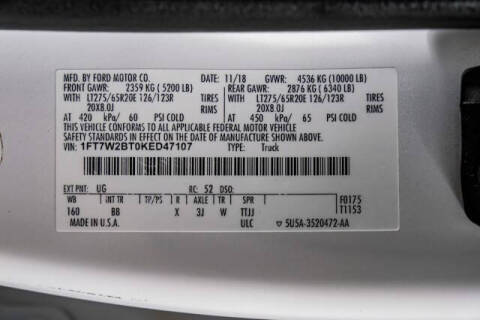 MFD. BY FORD MOTOR CO. 11/18 GVWR: 4536 KG (10000 LB)
FRONT GAWR: 2359 KG ( 5200 LB) REAR GAWR: 2876 KG ( 6340 LB)
WITH LT275/65R20E 126/123R TIRES WITH LT275/65R20E 126/123R TIRES
20X8.0J RIMS 20X8.0J RIMS
AT 420 kPa/ 60 PSI COLD AT 450 kPa/ 65 PSI COLD
THIS VEHICLE CONFORMS TO ALL APPLICABLE FEDERAL MOTOR VEHICLE
SAFETY STANDARDS IN EFFECT ON THE DATE OF MANUFACTURE SHOWN ABOVE.
VIN: 1FT7W2BT0KED47107 TYPE: Truck
EXT PNT: UG RC: 52 DSO:
WB INT TR TP/PS R AXLE TR SPR F0175
160 BB X 3J W TTJJ T1153
MADE IN U.S.A. ULC 5U5A-3520472-AA